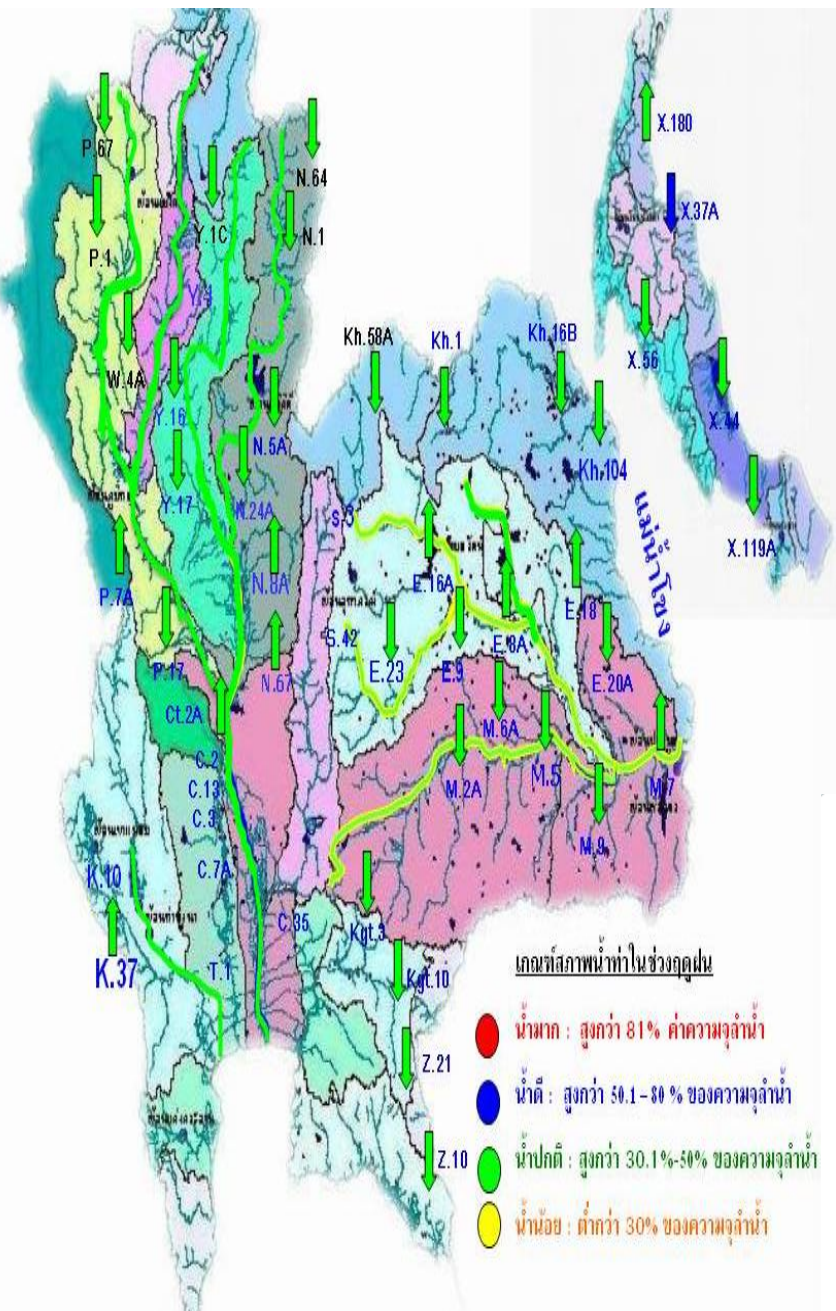 P.67
N.64
X.180
X.37A
Y.1C
N.1
P.1
Kh.58A
Kh.1
Kh.16B
X.56
W.4A
X.44
Y.16
N.5A
Kh.104
แม่น้ำโขง
Y.17
N.24A
S.3
X.119A
P.7A
N.8A
E.16A
E.18
S.42
E.8A
P.17
N.67
E.23
E.9
E.20A
Ct.2A
M.6A
C.2
M.2A
M.5
M.7
C.13
C.3
M.9
C.7A
K.10
C.35
Kgt.3
K.37
T.1
Kgt.10
Z.21
Z.10
เกณฑ์สภาพน้ำท่าในช่วงฤดูฝน
น้ำมาก : สูงกว่า 81% ค่าความจุลำน้ำ
น้ำดี : สูงกว่า 50.1-80 % ของความจุลำน้ำ
น้ำปกติ : สูงกว่า 30.1%-50% ของความจุลำน้ำ
น้ำน้อย : ต่ำกว่า 30% ของความจุลำน้ำ